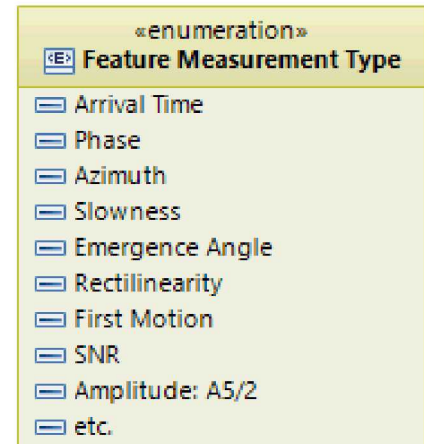 «enumeration»
<E> Feature Measurement Type
Arrival Time
Phase
Azimuth
Slowness
Emergence Angle
Rectilinearity
First Motion
SNR
Amplitude: A5/2
etc.